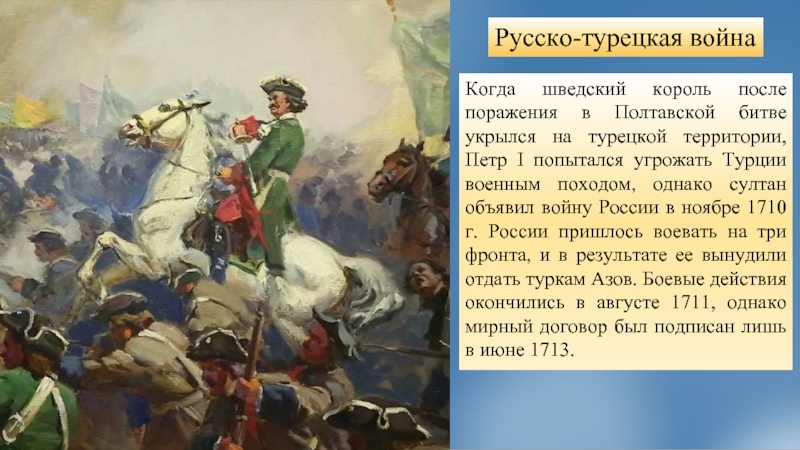 Русско-турецкая война
Когда шведский король после
поражения в Полтавской битве
укрылся на турецкой территории,
Петр I попытался угрожать Турции
военным походом, однако султан
объявил войну России в ноябре 1710
г. России пришлось воевать на три
фронта, и в результате ее вынудили
отдать туркам Азов. Боевые действия
окончились в августе 1711, однако
мирный договор был подписан лишь
в июне 1713.